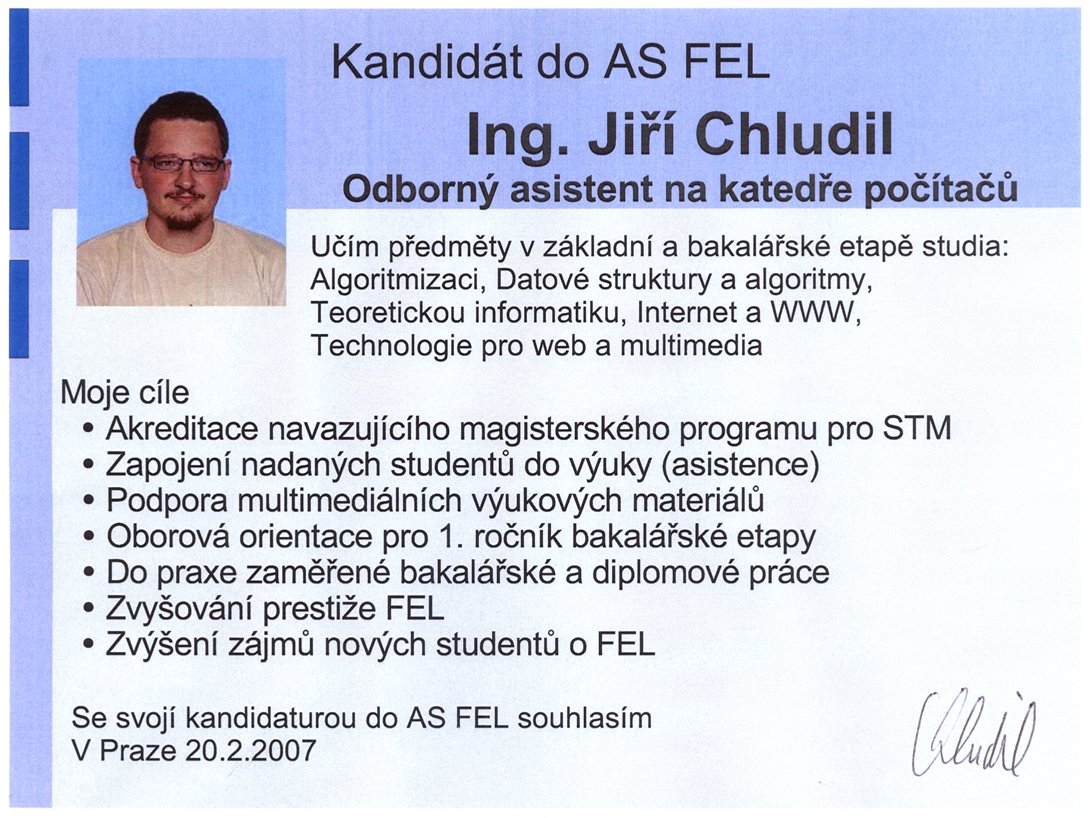 Kandidát do AS FEL
Ing. Jiří Chludil
Odborný asistent na katedře počítačů
Učím předměty v základní a bakalářské etapě studia:
Algoritmizaci, Datové struktury a algoritmy,
Teoretickou informatiku, Internet a WWW,
Technologie pro web a multimedia
Moje cíle
• Akreditace navazujícího magisterského programu pro STM
• Zapojení nadaných studentů do výuky (asistence)
• Podpora multimediálních výukových materiálů
• Oborová orientace pro 1. ročník bakalářské etapy
• Do praxe zaměřené bakalářské a diplomové práce
• Zvyšování prestiže FEL
• Zvýšení zájmů nových studentů o FEL
Se svojí kandidaturou do AS FEL souhlasím
V Praze 20.2.2007
Chludil